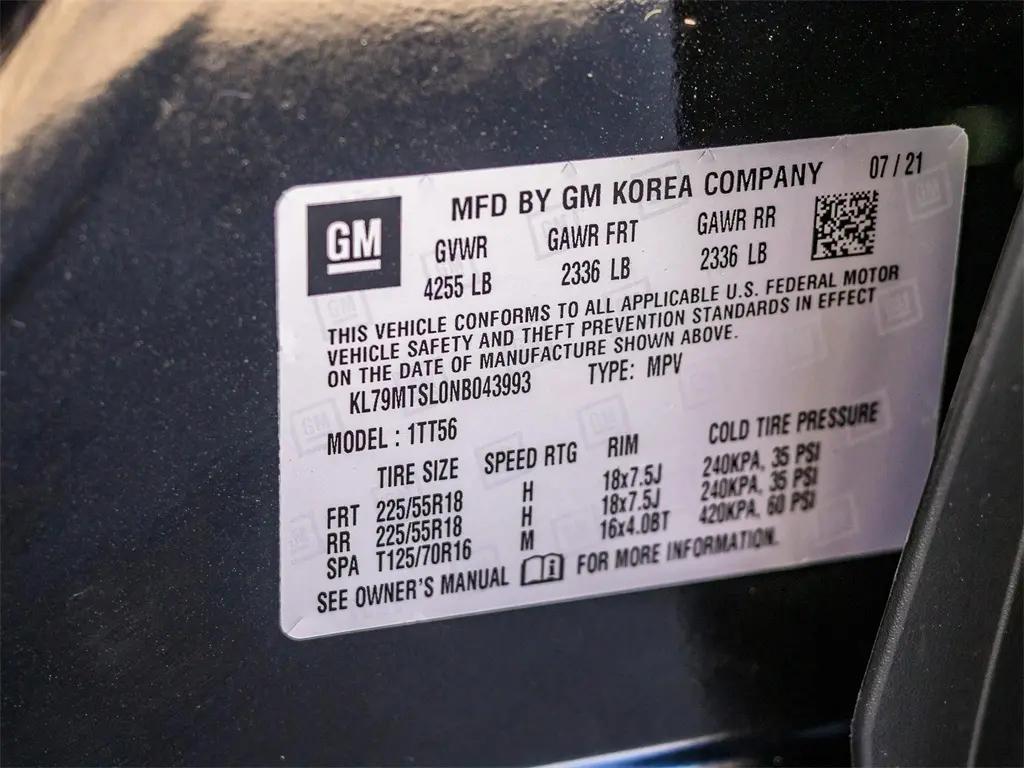 GM
MFD BY GM KOREA COMPANY 07 / 21
GVWR GAWR FRT GAWR RR
4255 LB 2336 LB 2336 LB
THIS VEHICLE CONFORMS TO ALL APPLICABLE U.S. FEDERAL MOTOR
VEHICLE SAFETY AND THEFT PREVENTION STANDARDS IN EFFECT
ON THE DATE OF MANUFACTURE SHOWN ABOVE.
KL79MTSL0NB043993 TYPE: MPV
MODEL : 1TT56
TIRE SIZE SPEED RTG RIM COLD TIRE PRESSURE
FRT 225/55R18 H 18x7.5J 240KPA, 35 PSI
RR 225/55R18 H 18x7.5J 240KPA, 35 PSI
SPA T125/70R16 M 16x4.0BT 420KPA, 60 PSI
SEE OWNER'S MANUAL FOR MORE INFORMATION.